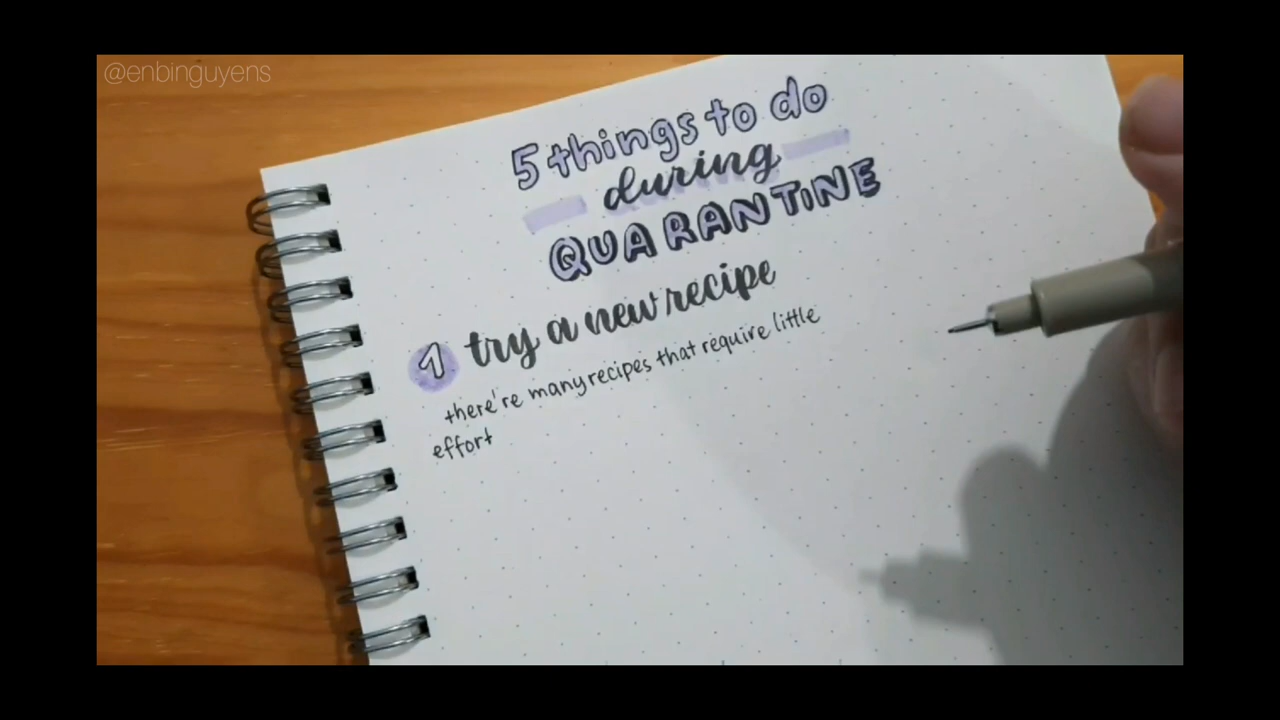 @enbinguyens
5 things to do
during
QUARANTINE
1 try a new recipe
there're many recipes that require little
effort